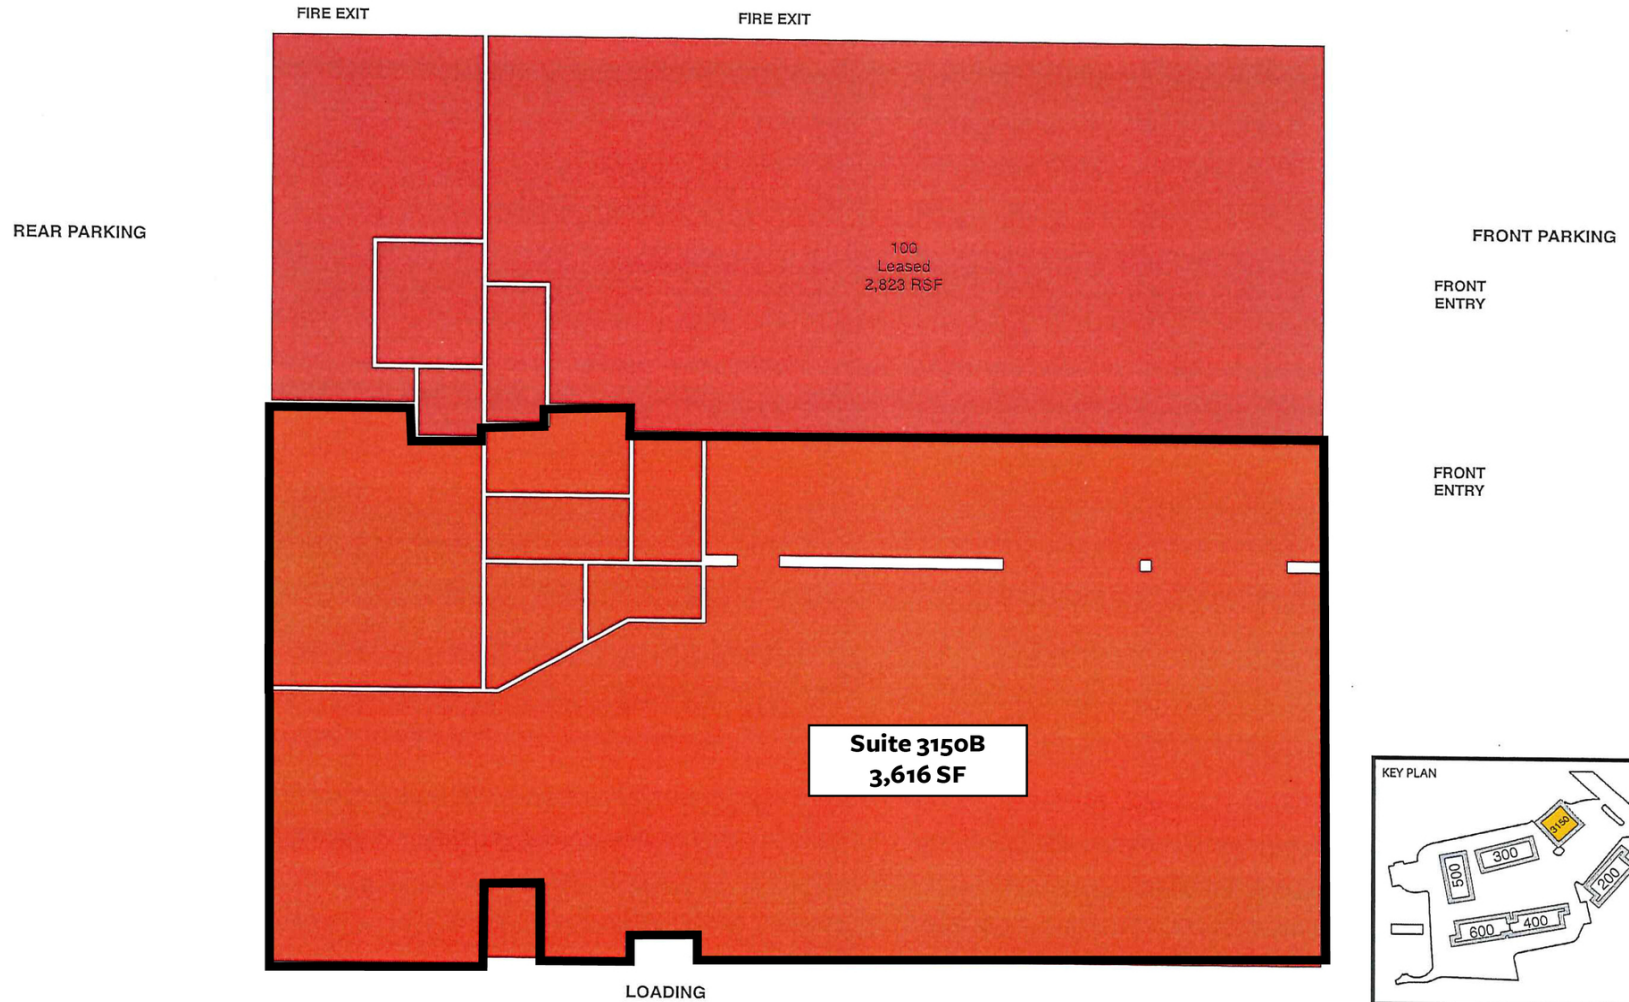 FIRE EXIT
FIRE EXIT
REAR PARKING
100
Leased
2,823 RSF
FRONT PARKING
FRONT
ENTRY
FRONT
ENTRY
Suite 3150B
3,616 SF
LOADING
KEY PLAN
3150
300
500
200
600
400